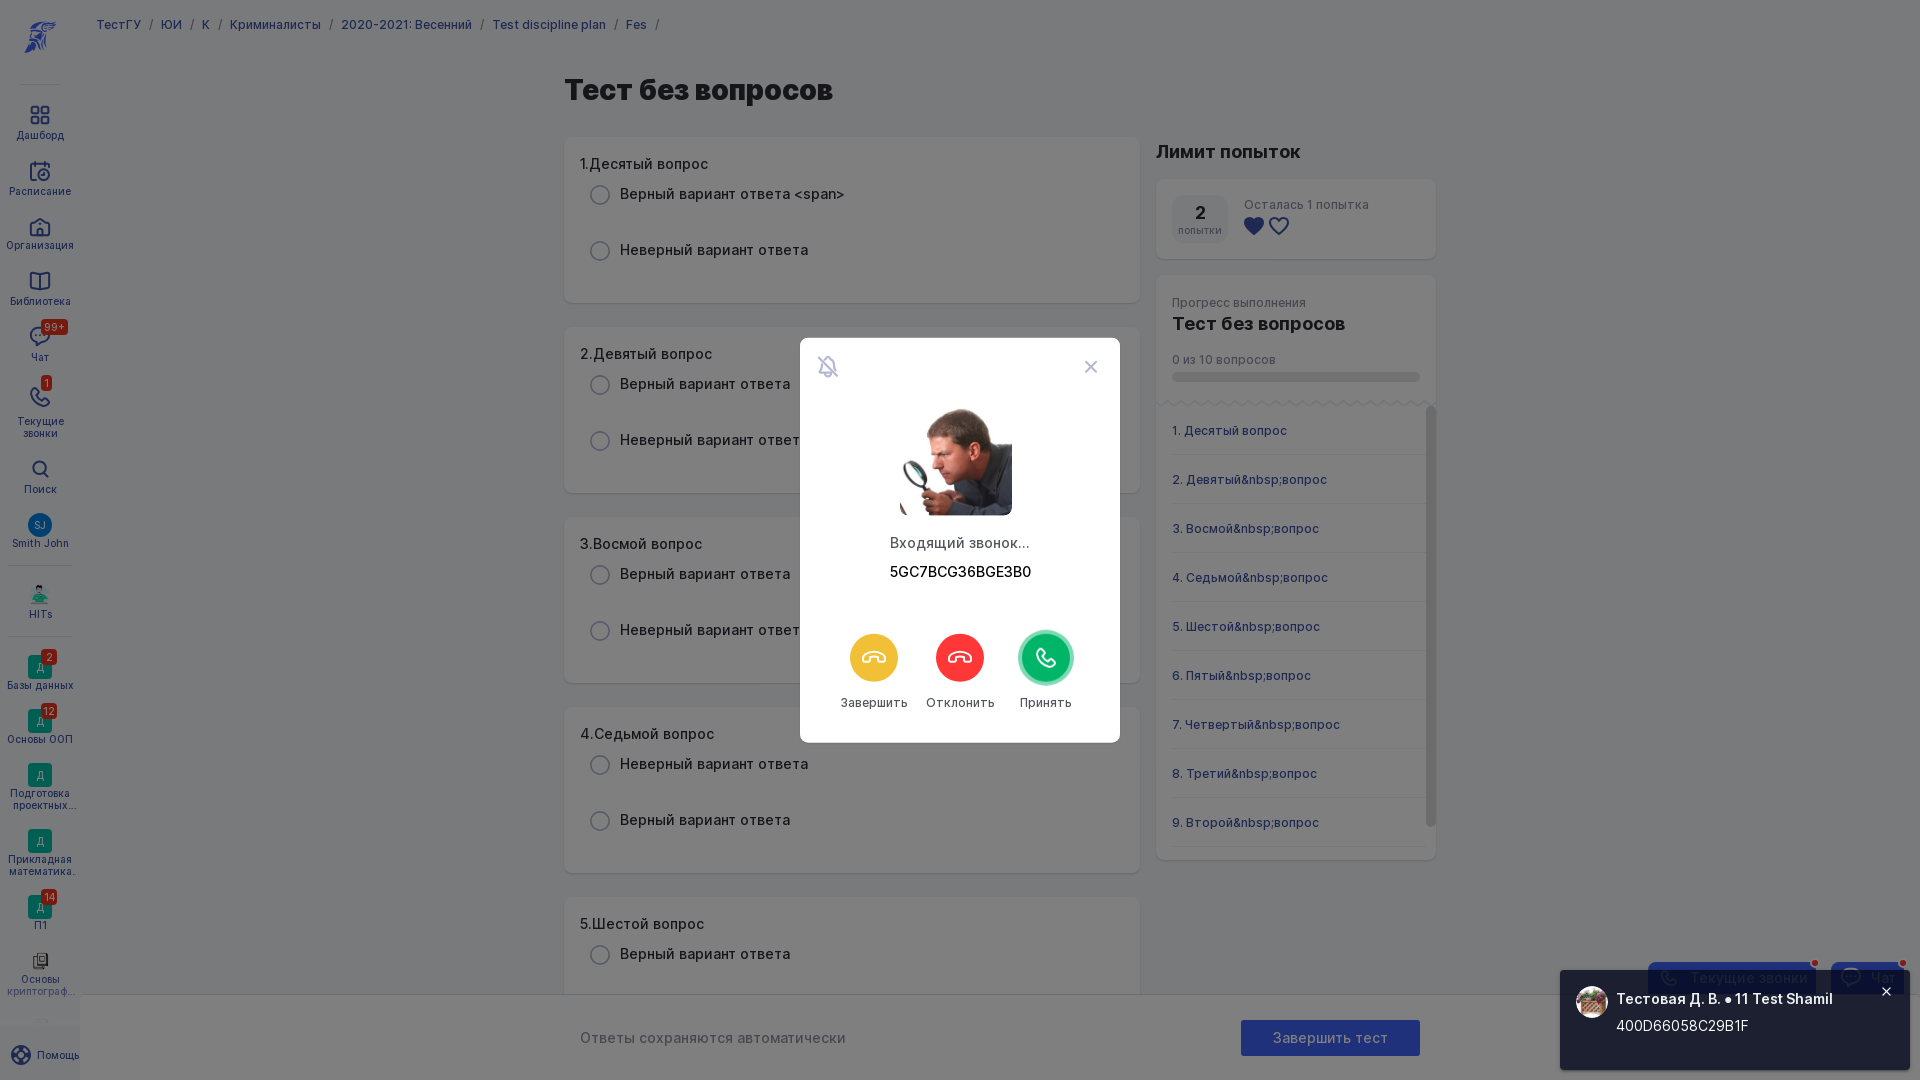 ТестГУ / ЮИ / К / Криминалисты / 2020-2021: Весенний / Test discipline plan / Fes /
Дашборд
Расписание
Организация
Библиотека
99+
Чат
1
Текущие
звонки
Поиск
SJ
Smith John
HITs
Д 2
Базы данных
Д 12
Основы ООП
Д
Подготовка
проектных...
Д
Прикладная
математика.
Д 14
П1
Основы
криптограф...
Помощь
Тест без вопросов
1.Десятый вопрос
Верный вариант ответа <span>
Неверный вариант ответа
2.Девятый вопрос
Верный вариант ответа
Неверный вариант ответ
3.Восмой вопрос
Верный вариант ответа
Неверный вариант ответ
4.Седьмой вопрос
Неверный вариант ответа
Верный вариант ответа
5.Шестой вопрос
Верный вариант ответа
Лимит попыток
2
попытки
Осталась 1 попытка
Прогресс выполнения
Тест без вопросов
0 из 10 вопросов
1. Десятый вопрос
2. Девятый&nbsp;вопрос
3. Восмой&nbsp;вопрос
4. Седьмой&nbsp;вопрос
5. Шестой&nbsp;вопрос
6. Пятый&nbsp;вопрос
7. Четвертый&nbsp;вопрос
8. Третий&nbsp;вопрос
9. Второй&nbsp;вопрос
Входящий звонок...
5GC7BCG36BGE3B0
Завершить
Отклонить
Принять
Ответы сохраняются автоматически
Завершить тест
Текущие звонки
Чат
Тестовая Д. В. ● 11 Test Shamil
400D66058C29B1F